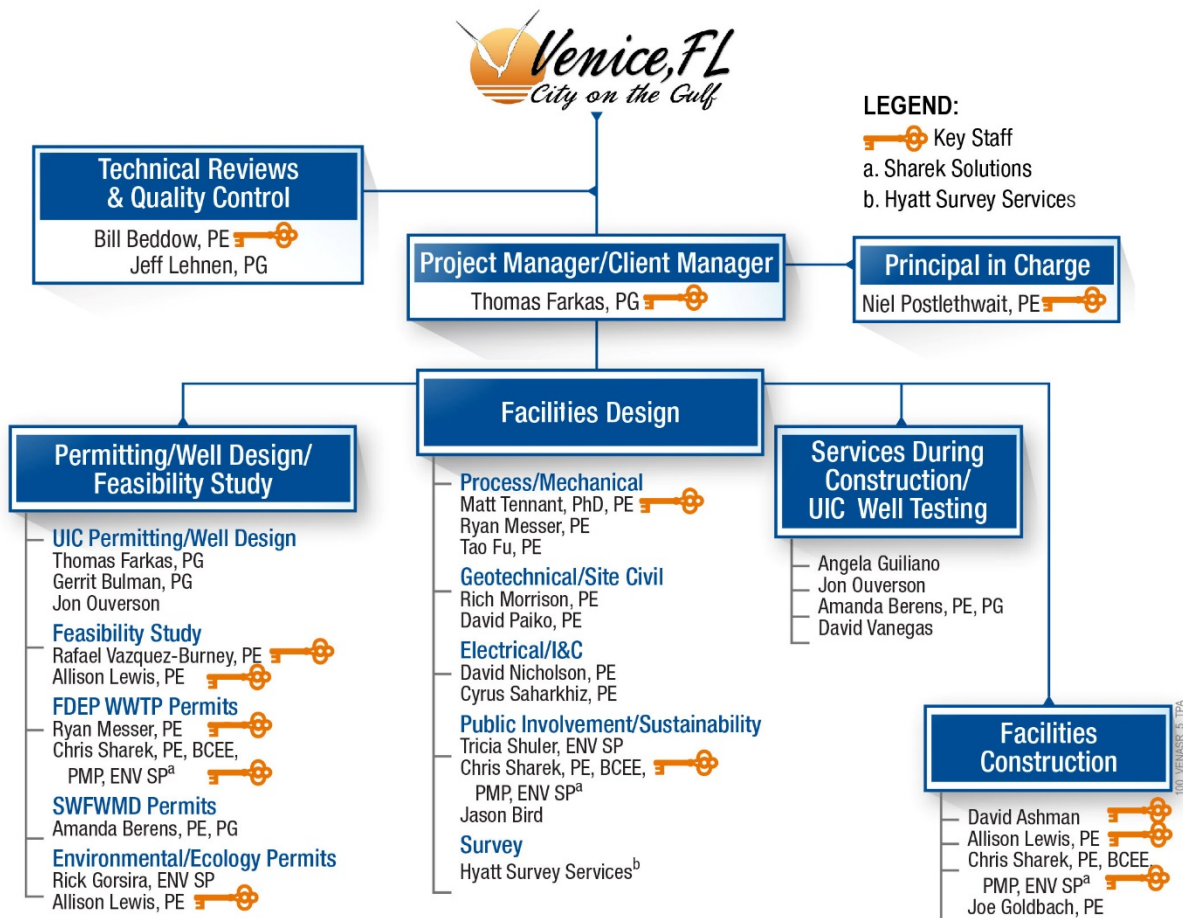 Venice, FL
City on the Gulf
LEGEND:
Key Staff
a. Sharek Solutions
b. Hyatt Survey Services
Technical Reviews
& Quality Control
Bill Beddow, PE
Jeff Lehnen, PG
Project Manager/Client Manager
Thomas Farkas, PG
Principal in Charge
Niel Postlethwait, PE
Permitting/Well Design/
Feasibility Study
UIC Permitting/Well Design
Thomas Farkas, PG
Gerrit Bulman, PG
Jon Ouverson
Feasibility Study
Rafael Vazquez-Burney, PE
Allison Lewis, PE
FDEP WWTP Permits
Ryan Messer, PE
Chris Sharek, PE, BCEE,
PMP, ENV SPa
SWFWMD Permits
Amanda Berens, PE, PG
Environmental/Ecology Permits
Rick Gorsira, ENV SP
Allison Lewis, PE
Facilities Design
Process/Mechanical
Matt Tennant, PhD, PE
Ryan Messer, PE
Tao Fu, PE
Geotechnical/Site Civil
Rich Morrison, PE
David Paiko, PE
Electrical/I&C
David Nicholson, PE
Cyrus Saharkhiz, PE
Public Involvement/Sustainability
Tricia Shuler, ENV SP
Chris Sharek, PE, BCEE,
PMP, ENV SPa
Jason Bird
Survey
Hyatt Survey Servicesb
Services During
Construction/
UIC Well Testing
Angela Guiliano
Jon Ouverson
Amanda Berens, PE, PG
David Vanegas
Facilities
Construction
David Ashman
Allison Lewis, PE
Chris Sharek, PE, BCEE,
PMP, ENV SPa
Joe Goldbach, PE
100_VENASR_5_TPA